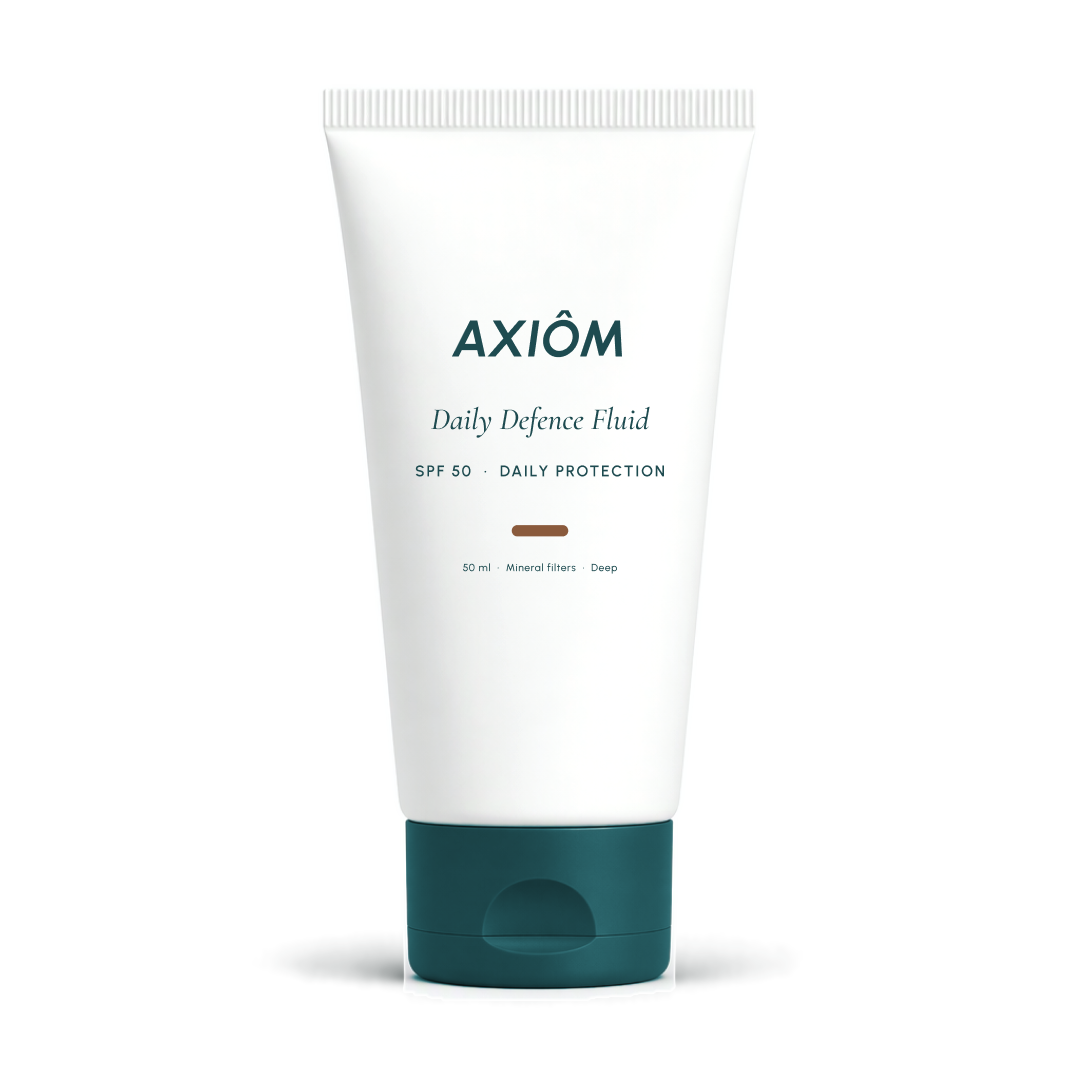 AXIÔM
Daily Defence Fluid
SPF 50 · DAILY PROTECTION
50 ml · Mineral filters · Deep